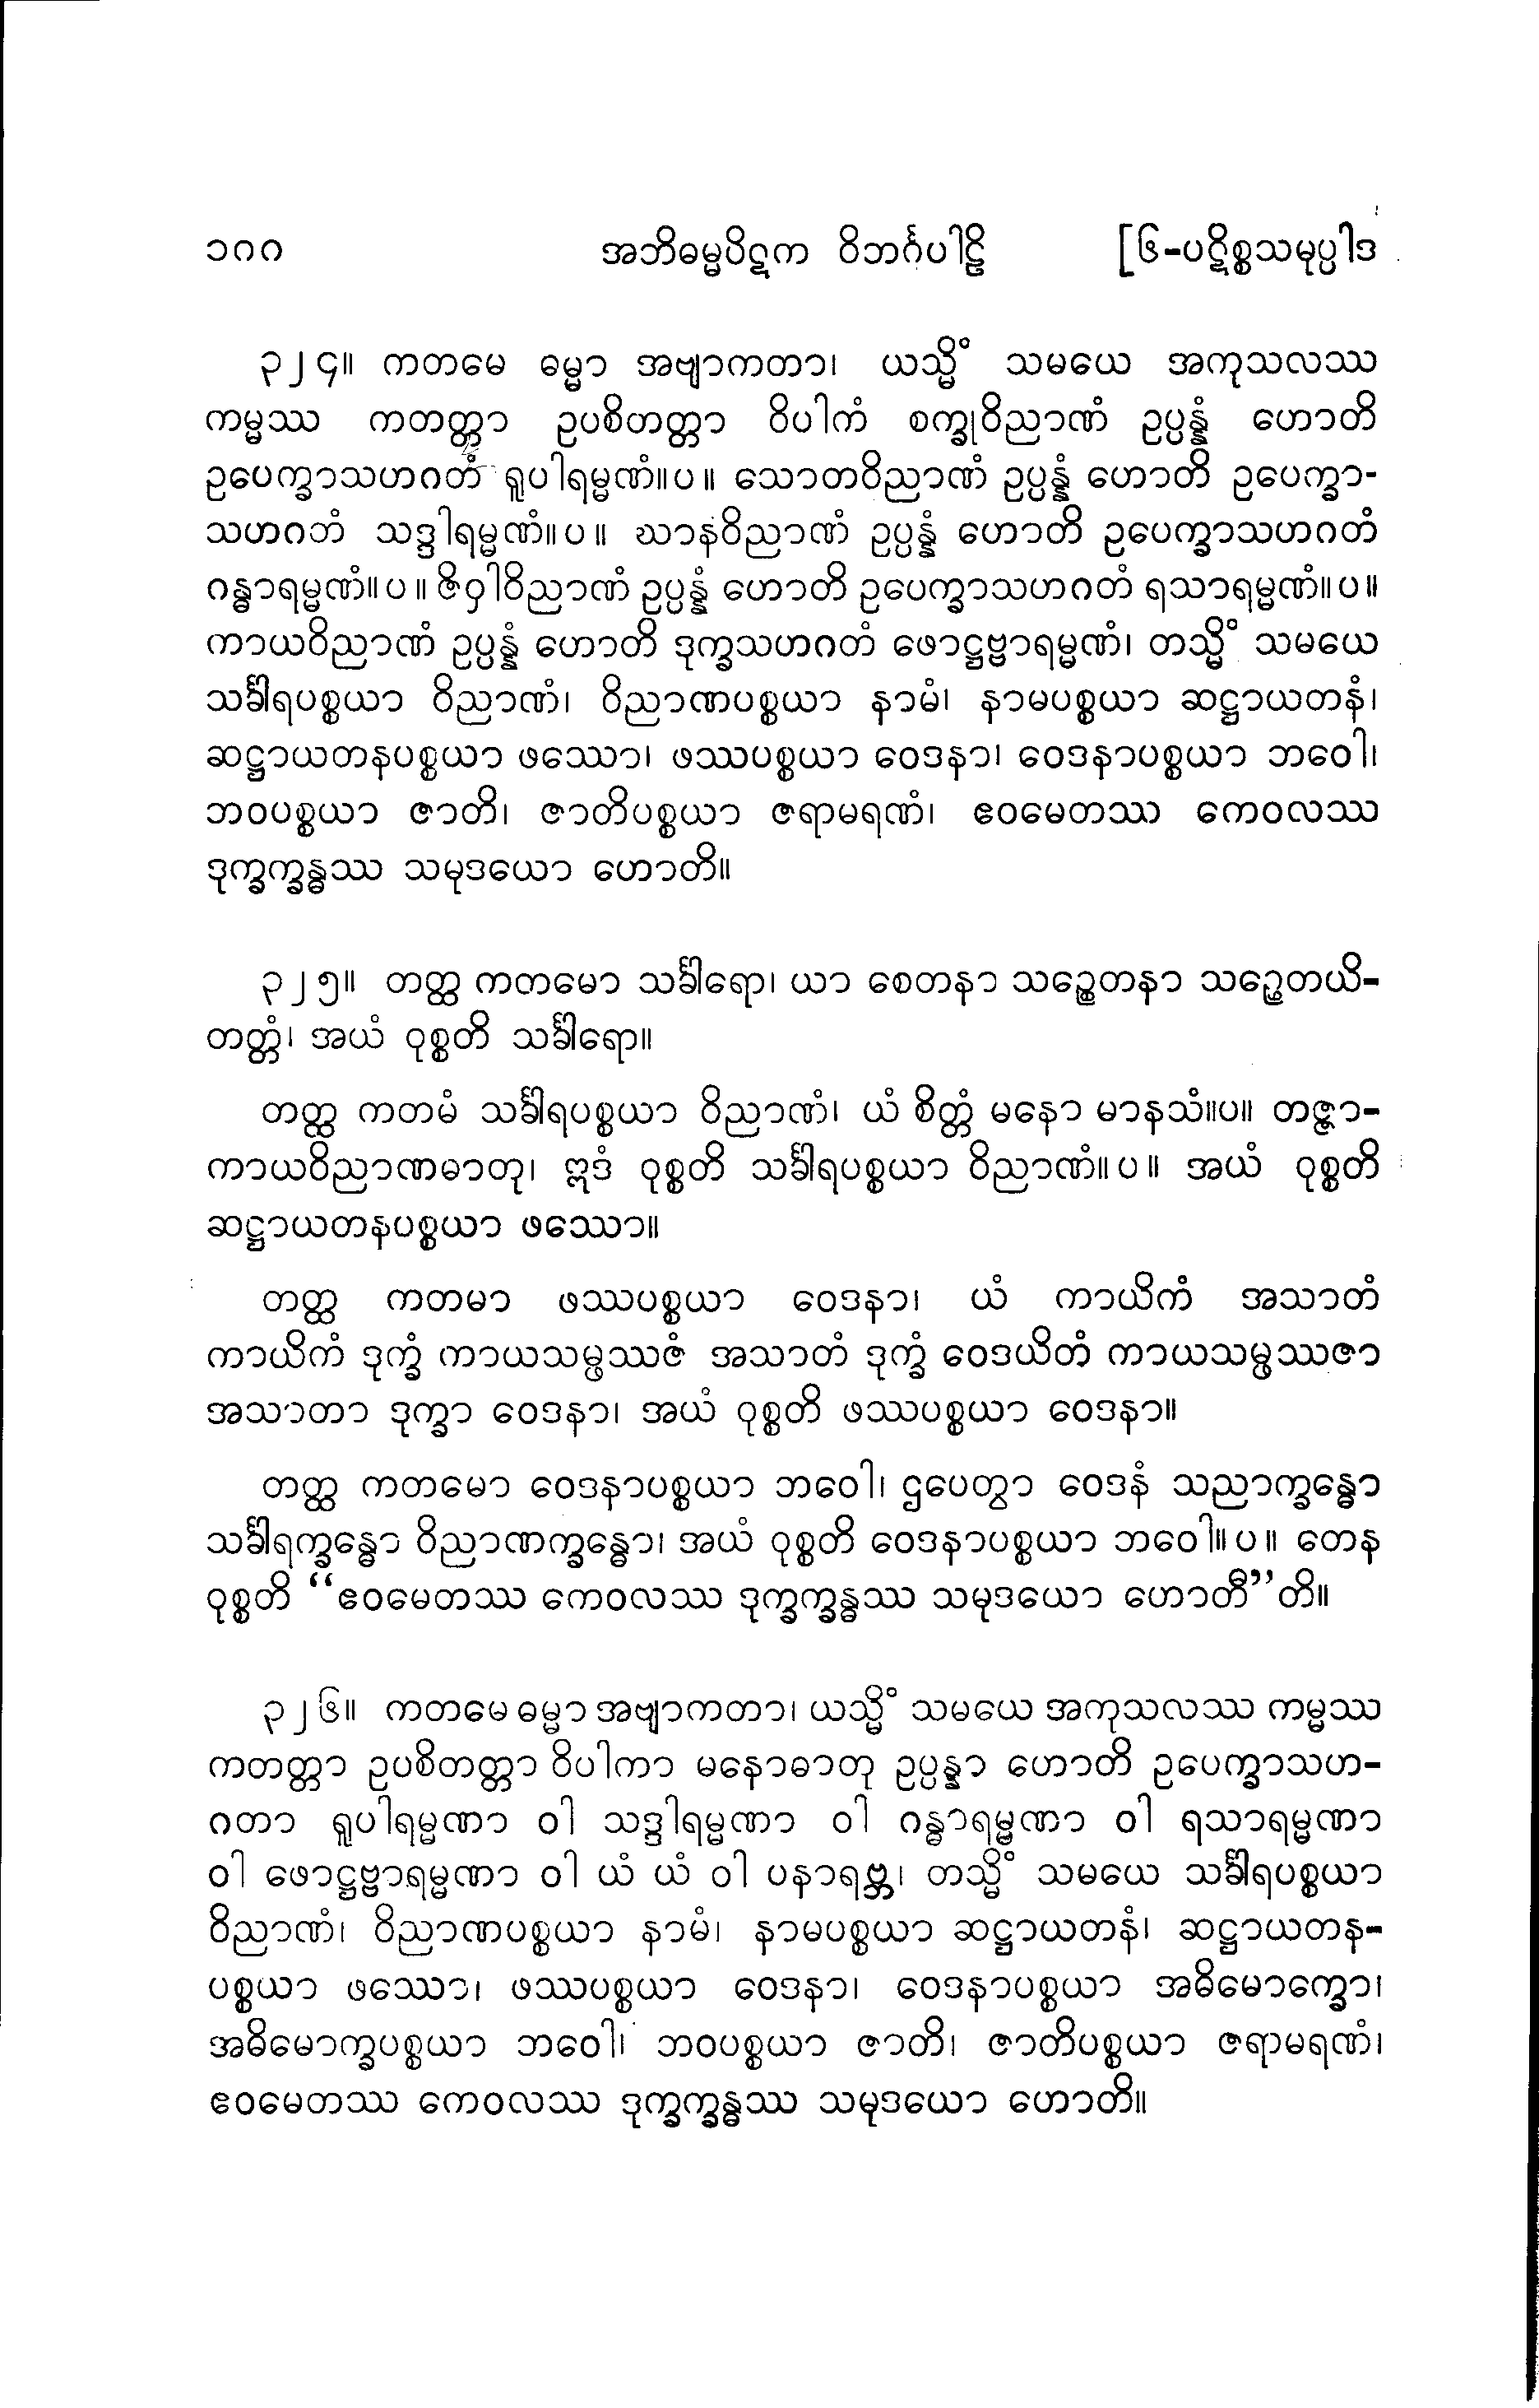 ၁၈၈ အဘိဓမ္မပိဋက ဝိဘင်္ဂပါဠိ [၆-ပဋိစ္စသမုပ္ပါဒ
၃၂၄။ ကတမေ ဓမ္မာ အဗျာကတာ၊ ယသ္မိံ သမယေ အကုသလဿ
ကမ္မဿ ကတတ္တာ ဥပစိတတ္တာ ဝိပါကံ စက္ခုဝိညာဏံ ဥပ္ပန္နံ ဟောတိ
ဥပေက္ခာသဟဂတံ ရူပါရမ္မဏံ။ပ။ သောတဝိညာဏံ ဥပ္ပန္နံ ဟောတိ ဥပေက္ခာ-
သဟဂတံ သဒ္ဒါရမ္မဏံ။ပ။ ဃာနဝိညာဏံ ဥပ္ပန္နံ ဟောတိ ဥပေက္ခာသဟဂတံ
ဂန္ဓာရမ္မဏံ။ပ။ ဇိဝှါဝိညာဏံ ဥပ္ပန္နံ ဟောတိ ဥပေက္ခာသဟဂတံ ရသာရမ္မဏံ။ပ။
ကာယဝိညာဏံ ဥပ္ပန္နံ ဟောတိ ဒုက္ခသဟဂတံ ဖောဋ္ဌဗ္ဗာရမ္မဏံ၊ တသ္မိံ သမယေ
သင်္ခါရပစ္စယာ ဝိညာဏံ၊ ဝိညာဏပစ္စယာ နာမံ၊ နာမပစ္စယာ ဆဋ္ဌာယတနံ၊
ဆဋ္ဌာယတနပစ္စယာ ဖဿော၊ ဖဿပစ္စယာ ဝေဒနာ၊ ဝေဒနာပစ္စယာ ဘဝေါ၊
ဘဝပစ္စယာ ဇာတိ၊ ဇာတိပစ္စယာ ဇရာမရဏံ၊ ဧဝမေတဿ ကေဝလဿ
ဒုက္ခက္ခန္ဓဿ သမုဒယော ဟောတိ။
၃၂၅။ တတ္ထ ကတမော သင်္ခါရော၊ ယာ စေတနာ သဉ္စေတနာ သဉ္စေတယိ-
တတ္တံ၊ အယံ ဝုစ္စတိ သင်္ခါရော။
တတ္ထ ကတမံ သင်္ခါရပစ္စယာ ဝိညာဏံ၊ ယံ စိတ္တံ မနော မာနသံ။ပ။ တဇ္ဇာ-
ကာယဝိညာဏဓာတု၊ ဣဒံ ဝုစ္စတိ သင်္ခါရပစ္စယာ ဝိညာဏံ။ပ။ အယံ ဝုစ္စတိ
ဆဋ္ဌာယတနပစ္စယာ ဖဿော။
တတ္ထ ကတမာ ဖဿပစ္စယာ ဝေဒနာ၊ ယံ ကာယိကံ အသာတံ
ကာယိကံ ဒုက္ခံ ကာယသမ္ဖဿဇံ အသာတံ ဒုက္ခံ ဝေဒယိတံ ကာယသမ္ဖဿဇာ
အသာတာ ဒုက္ခာ ဝေဒနာ၊ အယံ ဝုစ္စတိ ဖဿပစ္စယာ ဝေဒနာ။
တတ္ထ ကတမော ဝေဒနာပစ္စယာ ဘဝေါ၊ ဌပေတွာ ဝေဒနံ သညာက္ခန္ဓော
သင်္ခါရက္ခန္ဓော ဝိညာဏက္ခန္ဓော၊ အယံ ဝုစ္စတိ ဝေဒနာပစ္စယာ ဘဝေါ။ပ။ တေန
ဝုစ္စတိ “ဧဝမေတဿ ကေဝလဿ ဒုက္ခက္ခန္ဓဿ သမုဒယော ဟောတီ”တိ။
၃၂၆။ ကတမေ ဓမ္မာ အဗျာကတာ၊ ယသ္မိံ သမယေ အကုသလဿ ကမ္မဿ
ကတတ္တာ ဥပစိတတ္တာ ဝိပါကာ မနောဓာတု ဥပ္ပန္နာ ဟောတိ ဥပေက္ခာသဟ-
ဂတာ ရူပါရမ္မဏာ ဝါ သဒ္ဒါရမ္မဏာ ဝါ ဂန္ဓာရမ္မဏာ ဝါ ရသာရမ္မဏာ
ဝါ ဖောဋ္ဌဗ္ဗာရမ္မဏာ ဝါ ယံ ယံ ဝါ ပနာရဗ္ဘ၊ တသ္မိံ သမယေ သင်္ခါရပစ္စယာ
ဝိညာဏံ၊ ဝိညာဏပစ္စယာ နာမံ၊ နာမပစ္စယာ ဆဋ္ဌာယတနံ၊ ဆဋ္ဌာယတန-
ပစ္စယာ ဖဿော၊ ဖဿပစ္စယာ ဝေဒနာ၊ ဝေဒနာပစ္စယာ အဓိမောက္ခော၊
အဓိမောက္ခပစ္စယာ ဘဝေါ၊ ဘဝပစ္စယာ ဇာတိ၊ ဇာတိပစ္စယာ ဇရာမရဏံ၊
ဧဝမေတဿ ကေဝလဿ ဒုက္ခက္ခန္ဓဿ သမုဒယော ဟောတိ။